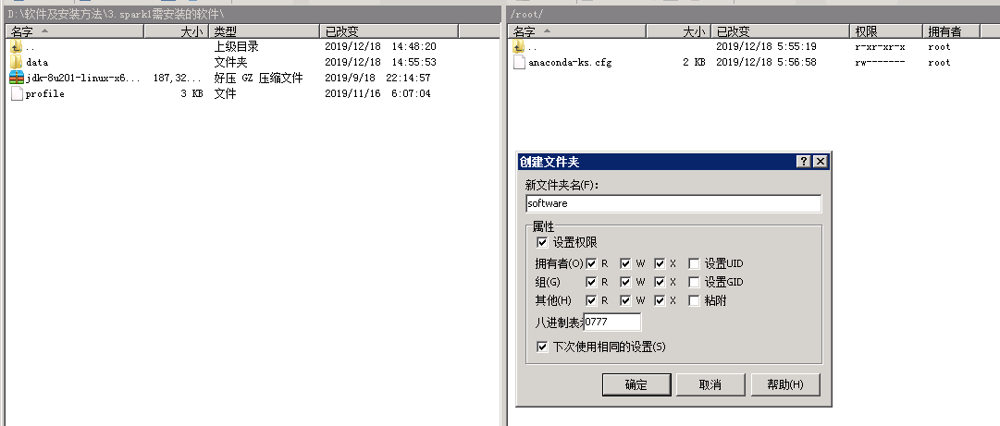 D:\软件及安装方法\3.spark1需安装的软件\
名字 大小 类型 已改变
.. 上级目录 2019/12/18 14:48:20
data 文件夹 2019/12/18 14:55:53
jdk-8u201-linux-x6... 187,32... 好压 GZ 压缩文件 2019/9/18 22:14:57
profile 3 KB 文件 2019/11/16 6:07:04
/root/
名字 大小 已改变 权限 拥有者
.. 2019/12/18 5:55:19 r-xr-xr-x root
anaconda-ks.cfg 2 KB 2019/12/18 5:56:58 rw------- root
创建文件夹
新文件夹名(F):
software
属性
设置权限
拥有者(O) R W X 设置UID
组(G) R W X 设置GID
其他(H) R W X 粘附
八进制表 0777
下次使用相同的设置(S)
确定 取消 帮助(H)